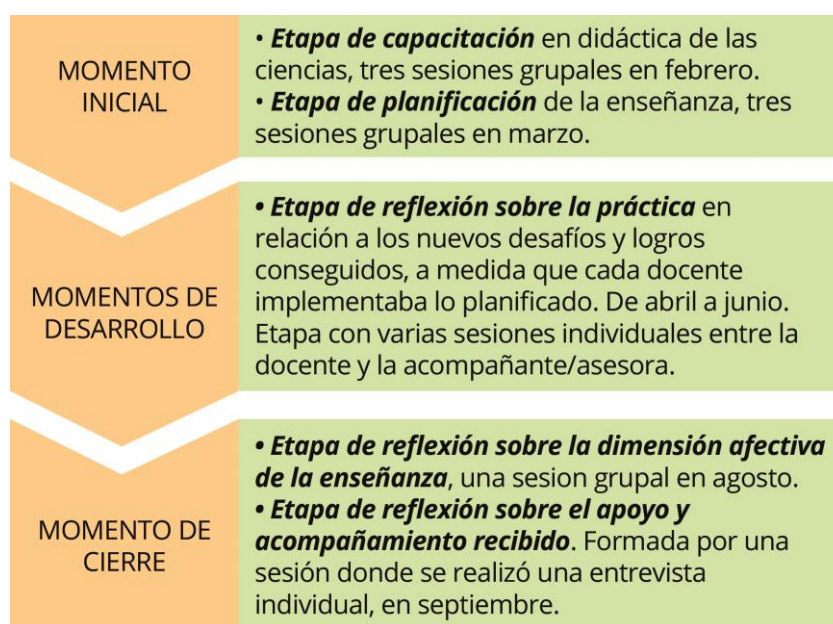 MOMENTO
INICIAL
• Etapa de capacitación en didáctica de las
ciencias, tres sesiones grupales en febrero.
• Etapa de planificación de la enseñanza, tres
sesiones grupales en marzo.
MOMENTOS DE
DESARROLLO
• Etapa de reflexión sobre la práctica en
relación a los nuevos desafíos y logros
conseguidos, a medida que cada docente
implementaba lo planificado. De abril a junio.
Etapa con varias sesiones individuales entre la
docente y la acompañante/asesora.
MOMENTO DE
CIERRE
• Etapa de reflexión sobre la dimensión afectiva
de la enseñanza, una sesion grupal en agosto.
• Etapa de reflexión sobre el apoyo y
acompañamiento recibido. Formada por una
sesión donde se realizó una entrevista
individual, en septiembre.